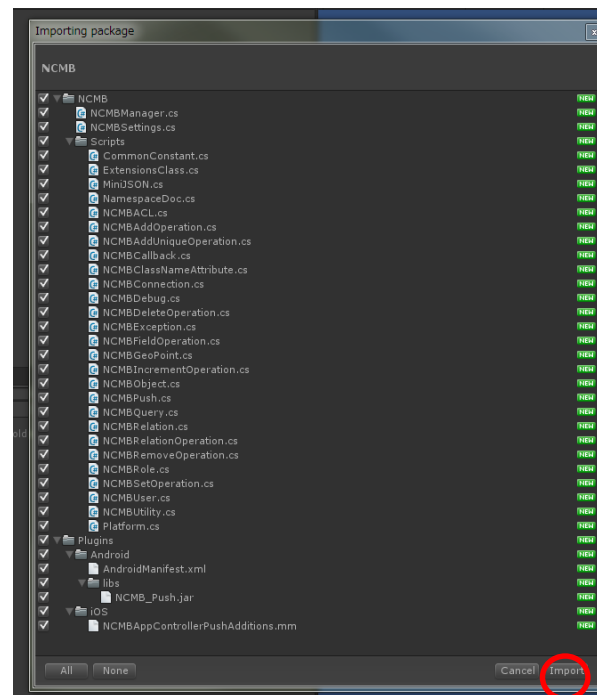 Importing package
NCMB
NCMB NEW
NCMBManager.cs NEW
NCMBSettings.cs NEW
Scripts NEW
CommonConstant.cs NEW
ExtensionsClass.cs NEW
MiniJSON.cs NEW
NamespaceDoc.cs NEW
NCMBACL.cs NEW
NCMBAddOperation.cs NEW
NCMBAddUniqueOperation.cs NEW
NCMBCallback.cs NEW
NCMBClassNameAttribute.cs NEW
NCMBConnection.cs NEW
NCMBDebug.cs NEW
NCMBDeleteOperation.cs NEW
NCMBException.cs NEW
NCMBFieldOperation.cs NEW
NCMBGeoPoint.cs NEW
NCMBIncrementOperation.cs NEW
NCMBObject.cs NEW
NCMBPush.cs NEW
NCMBQuery.cs NEW
NCMBRelation.cs NEW
NCMBRelationOperation.cs NEW
NCMBRemoveOperation.cs NEW
NCMBRole.cs NEW
NCMBSetOperation.cs NEW
NCMBUser.cs NEW
NCMBUtility.cs NEW
Platform.cs NEW
Plugins NEW
Android NEW
AndroidManifest.xml NEW
libs NEW
NCMB_Push.jar NEW
iOS NEW
NCMBAppControllerPushAdditions.mm NEW
All None Cancel Import